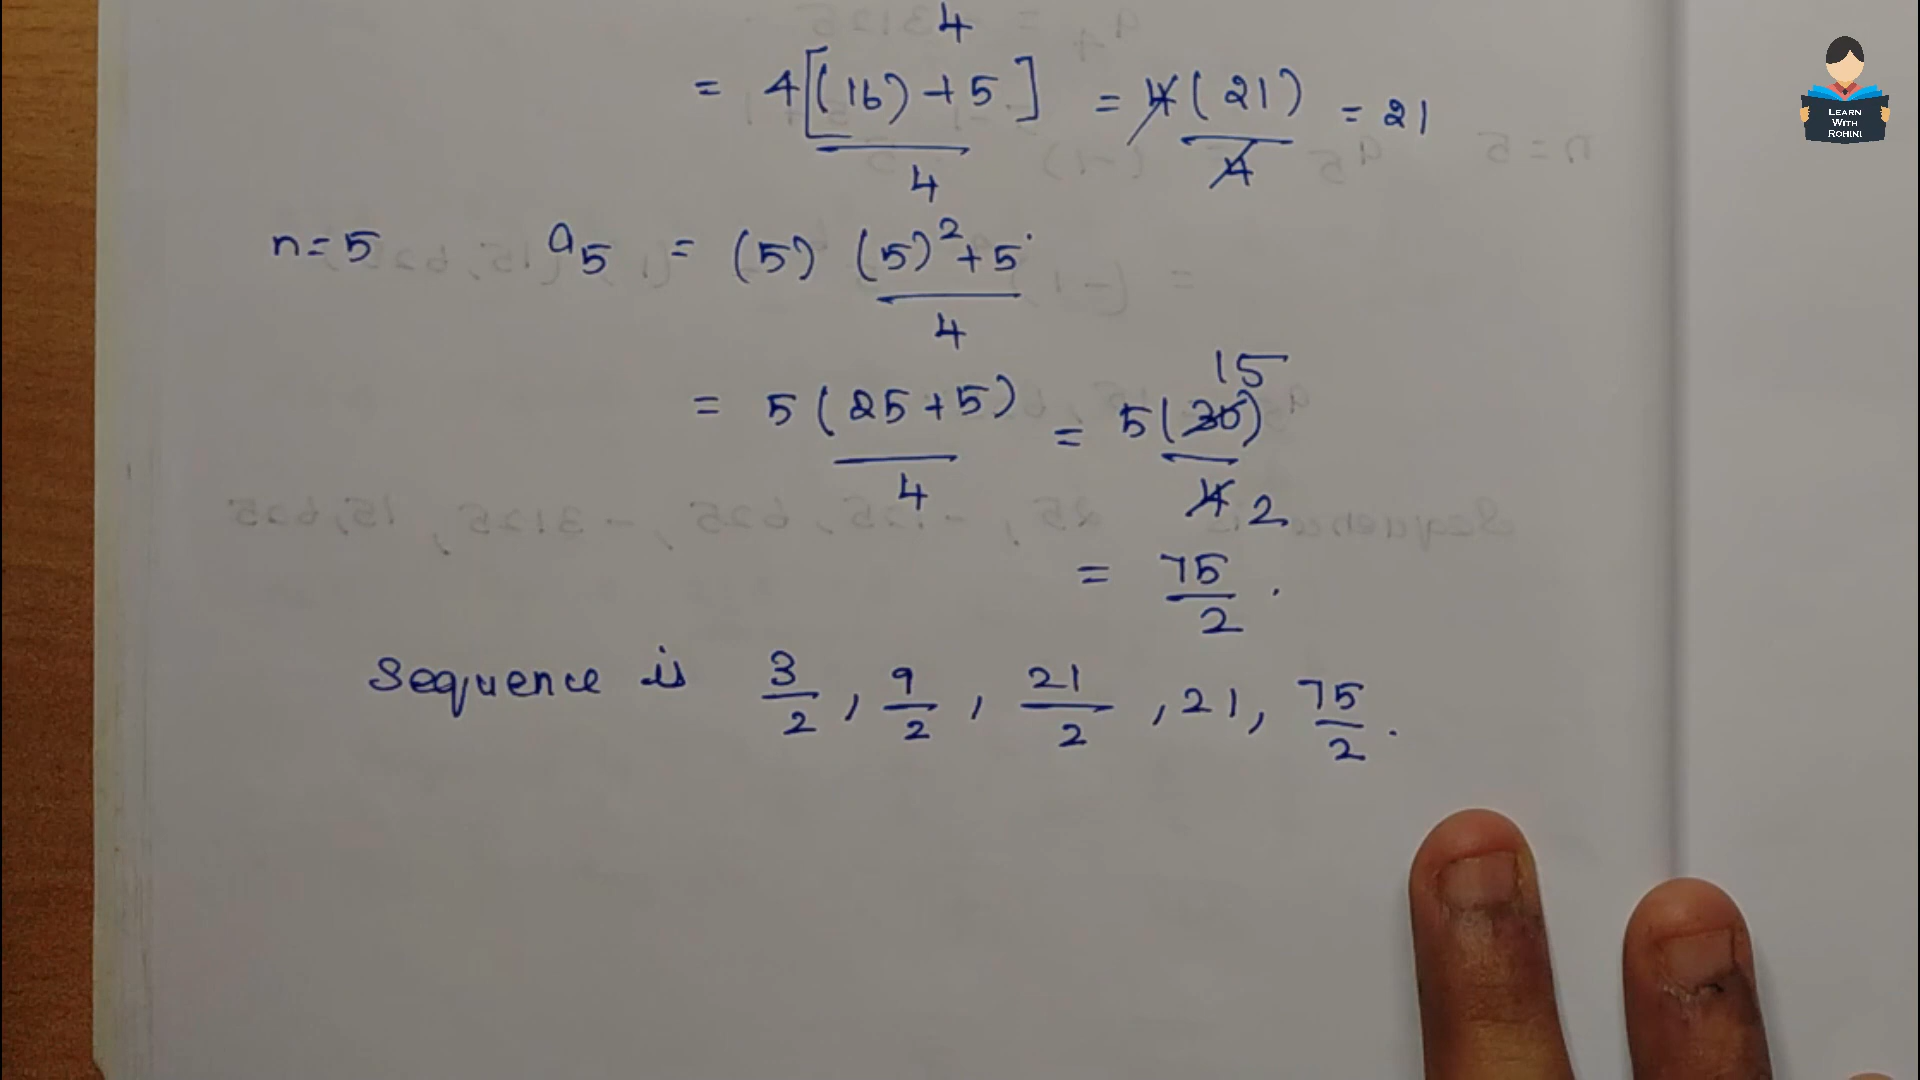 4
= 4[(16)+5] = 4(21) = 21
4 4
n=5 a5 = (5) (5)²+5
4
= 5(25+5) = 5(30) 15
4 4 2
= 75/2 .
Sequence is 3/2, 9/2, 21/2, 21, 75/2.
LEARN
WITH
ROHINI